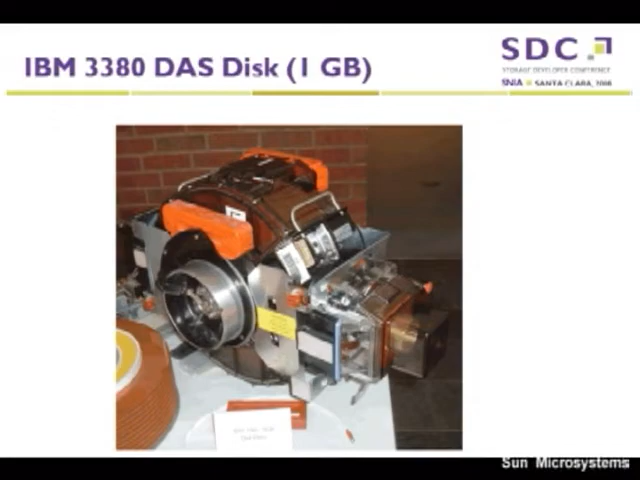 IBM 3380 DAS Disk (1 GB)
SDC
STORAGE DEVELOPER CONFERENCE
SNIA SANTA CLARA, 2008
Sun Microsystems